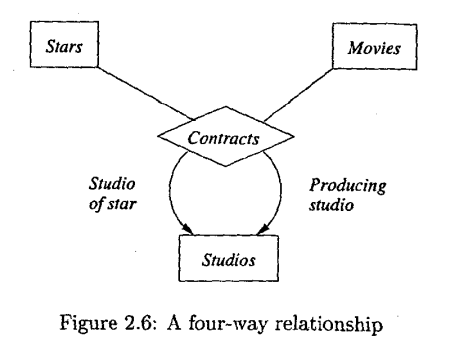 Stars
Movies
Contracts
Studio
of star
Producing
studio
Studios
Figure 2.6: A four-way relationship